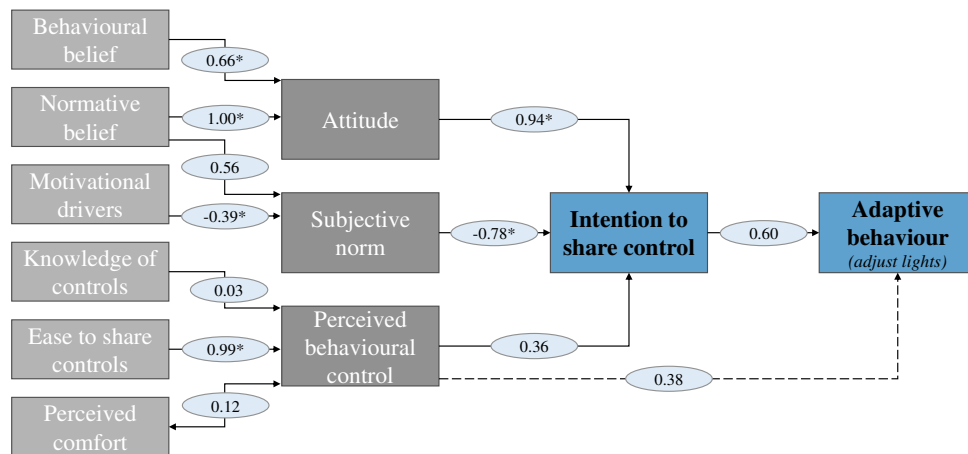 Behavioural
belief
0.66*
Normative
belief
1.00*
Attitude
0.94*
0.56
Motivational
drivers
-0.39*
Subjective
norm
-0.78*
Intention to
share control
0.60
Adaptive
behaviour
(adjust lights)
Knowledge of
controls
0.03
Ease to share
controls
0.99*
Perceived
behavioural
control
0.36
0.38
0.12
Perceived
comfort